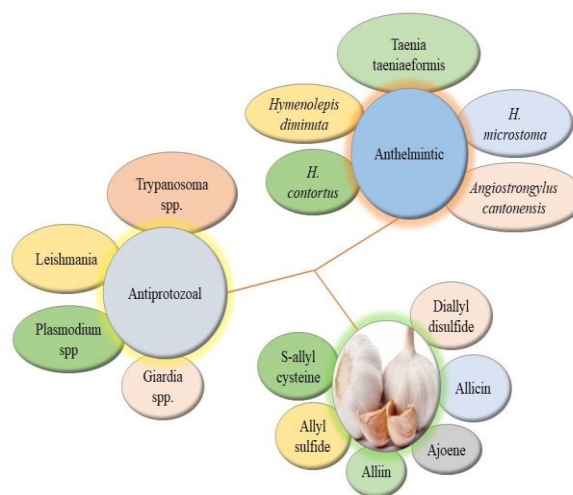 Taenia
taeniaeformis
Hymenolepis
diminuta
H.
microstoma
Anthelmintic
H.
contortus
Angiostrongylus
cantonensis
Trypanosoma
spp.
Leishmania
Antiprotozoal
Plasmodium
spp
Giardia
spp.
Diallyl
disulfide
S-allyl
cysteine
Allicin
Allyl
sulfide
Ajoene
Alliin